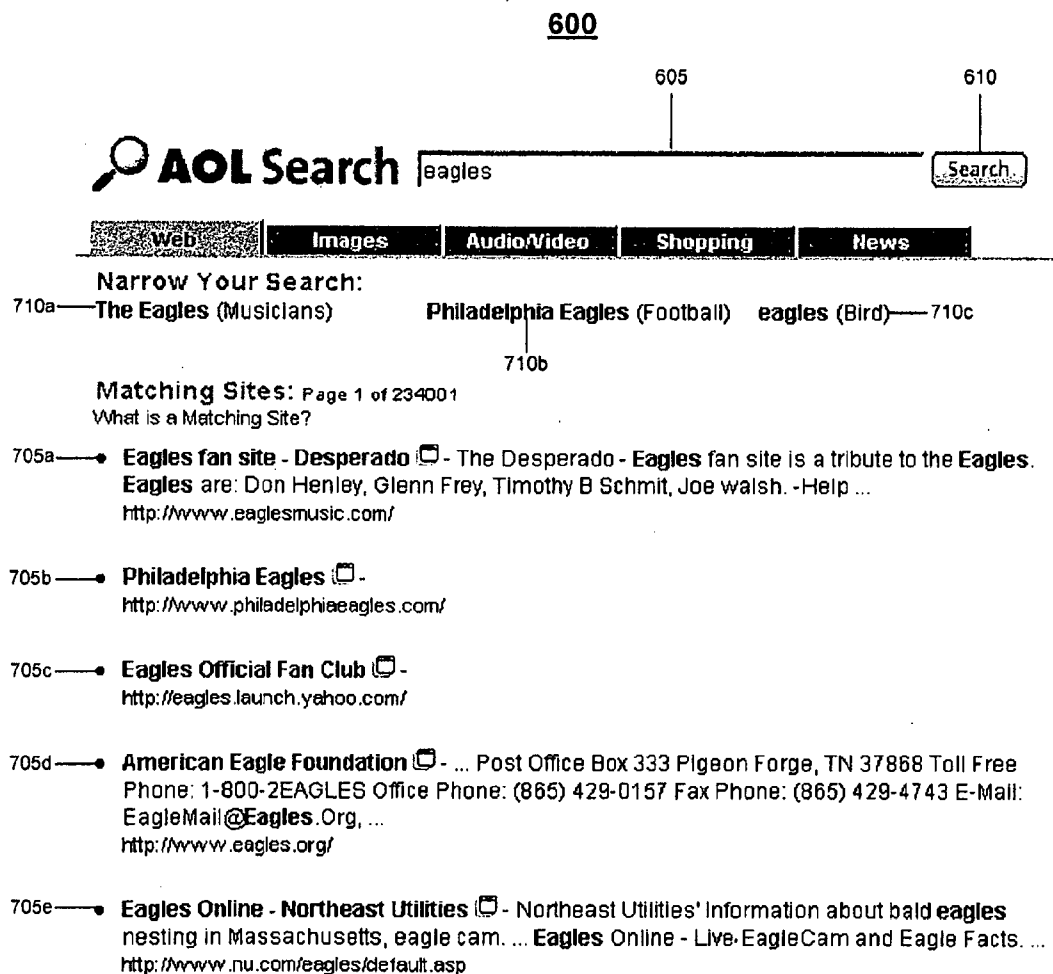 600
605 610
AOL Search eagles Search
Web Images Audio/Video Shopping News
Narrow Your Search:
710a The Eagles (Musicians) Philadelphia Eagles (Football) eagles (Bird) 710c
710b
Matching Sites: Page 1 of 234001
What is a Matching Site?
705a Eagles fan site - Desperado - The Desperado - Eagles fan site is a tribute to the Eagles.
Eagles are: Don Henley, Glenn Frey, Timothy B Schmit, Joe walsh. -Help ...
http://www.eaglesmusic.com/
705b Philadelphia Eagles -
http://www.philadelphiaeagles.com/
705c Eagles Official Fan Club -
http://eagles.launch.yahoo.com/
705d American Eagle Foundation - ... Post Office Box 333 Pigeon Forge, TN 37868 Toll Free
Phone: 1-800-2EAGLES Office Phone: (865) 429-0157 Fax Phone: (865) 429-4743 E-Mail:
EagleMail@Eagles.Org, ...
http://www.eagles.org/
705e Eagles Online - Northeast Utilities - Northeast Utilities' Information about bald eagles
nesting in Massachusetts, eagle cam. ... Eagles Online - Live-EagleCam and Eagle Facts. ...
http://www.nu.com/eagles/default.asp